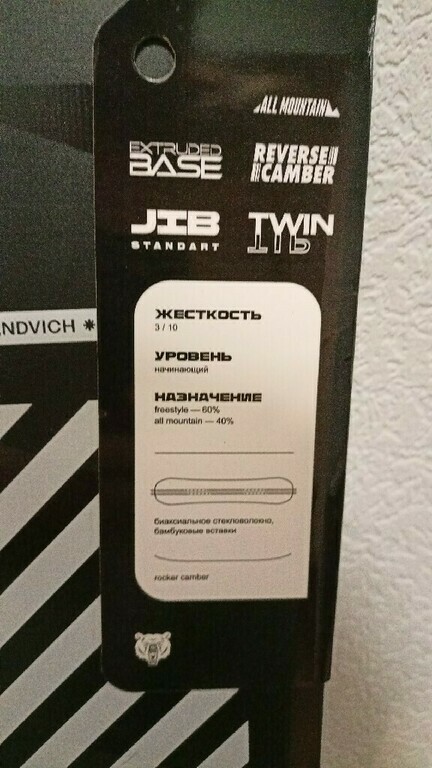 ALL MOUNTAIN
EXTRUDED
BASE
REVERSE
CAMBER
JIB
STANDART
TWIN
TIP
NDVICH *
ЖЕСТКОСТЬ
3 / 10
УРОВЕНЬ
начинающий
НАЗНАЧЕНИЕ
freestyle — 60%
all mountain — 40%
биаксиальное стекловолокно,
бамбуковые вставки
rocker camber